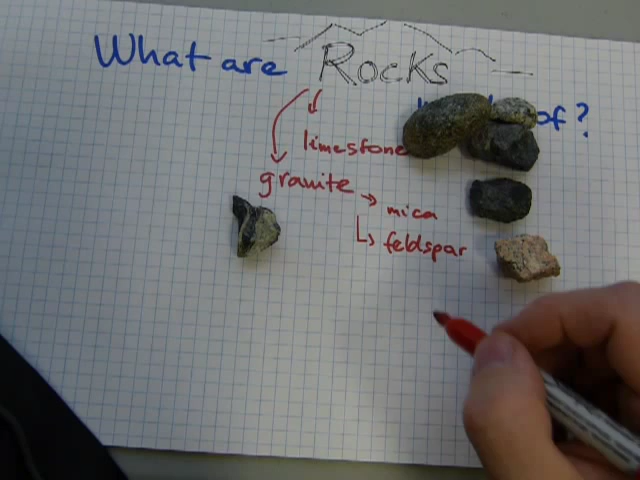 What are Rocks
of?
limestone
granite
mica
feldspar